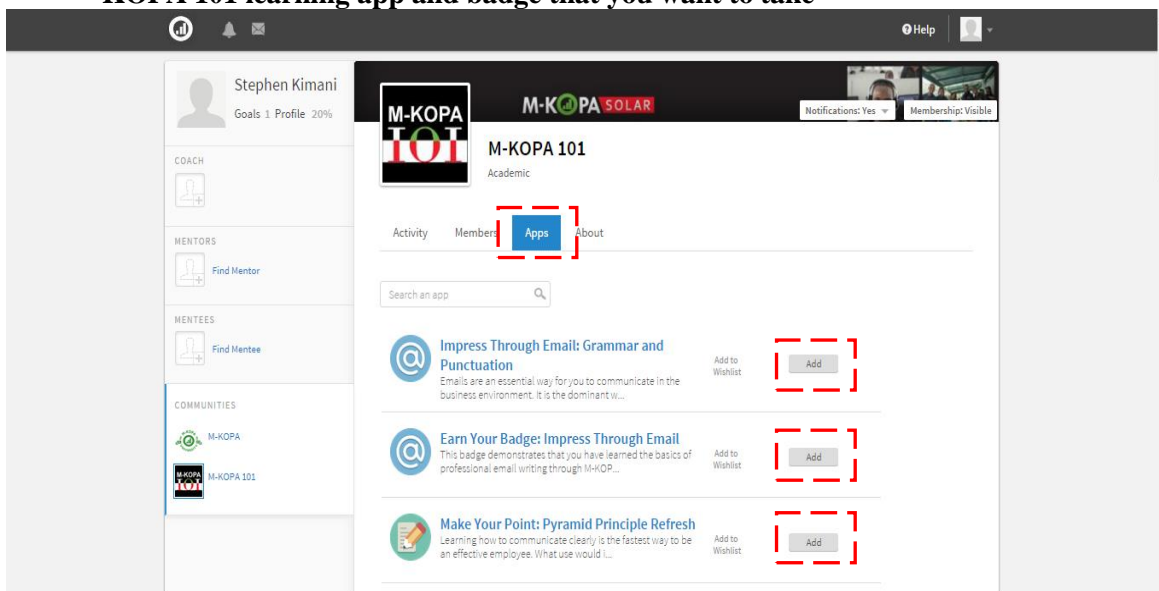 KOPA 101 learning app and badge that you want to take
Help
Stephen Kimani
Goals 1 Profile 20%
COACH
MENTORS
Find Mentor
MENTEES
Find Mentee
COMMUNITIES
M-KOPA
M-KOPA 101
M-KOPA 101
M-KOPA
101
M-KOPA SOLAR
Notifications: Yes
Membership: Visible
M-KOPA 101
Academic
Activity Members Apps About
Search an app
Impress Through Email: Grammar and
Punctuation
Emails are an essential way for you to communicate in the
business environment. It is the dominant w...
Add to
Wishlist
Add
Earn Your Badge: Impress Through Email
This badge demonstrates that you have learned the basics of
professional email writing through M-KOP...
Add to
Wishlist
Add
Make Your Point: Pyramid Principle Refresh
Learning how to communicate clearly is the fastest way to be
an effective employee. What use would i...
Add to
Wishlist
Add